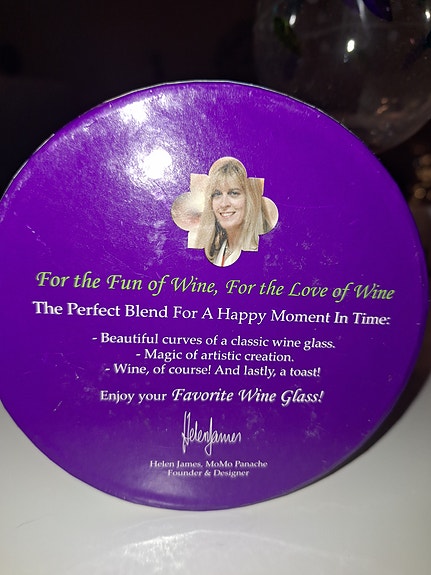 For the Fun of Wine, For the Love of Wine
The Perfect Blend For A Happy Moment In Time:
- Beautiful curves of a classic wine glass.
- Magic of artistic creation.
- Wine, of course! And lastly, a toast!
Enjoy your Favorite Wine Glass!
Helen James
Helen James, MoMo Panache
Founder & Designer